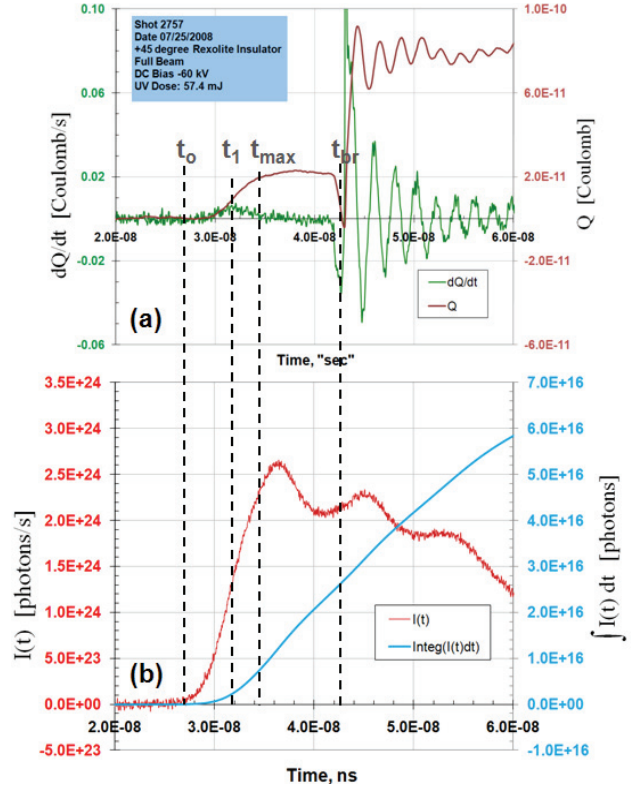 Shot 2757
Date 07/25/2008
+45 degree Rexolite Insulator
Full Beam
DC Bias -60 kV
UV Dose: 57.4 mJ
t_o t_1 t_max t_br
dQ/dt [Coulomb/s]
0.10
0.06
0.02
-0.02
-0.06
1.0E-10
6.0E-11
2.0E-11
-2.0E-11
-6.0E-11
Q [Coulomb]
2.0E-08 3.0E-08 4.0E-08 5.0E-08 6.0E-08
dQ/dt
Q
(a)
Time, "sec"
I(t) [photons/s]
3.5E+24
3.0E+24
2.5E+24
2.0E+24
1.5E+24
1.0E+24
5.0E+23
0.0E+00
-5.0E+23
7.0E+16
6.0E+16
5.0E+16
4.0E+16
3.0E+16
2.0E+16
1.0E+16
0.0E+00
-1.0E+16
∫ I(t) dt [photons]
I(t)
Integ(I(t)dt)
(b)
2.0E-08 3.0E-08 4.0E-08 5.0E-08 6.0E-08
Time, ns